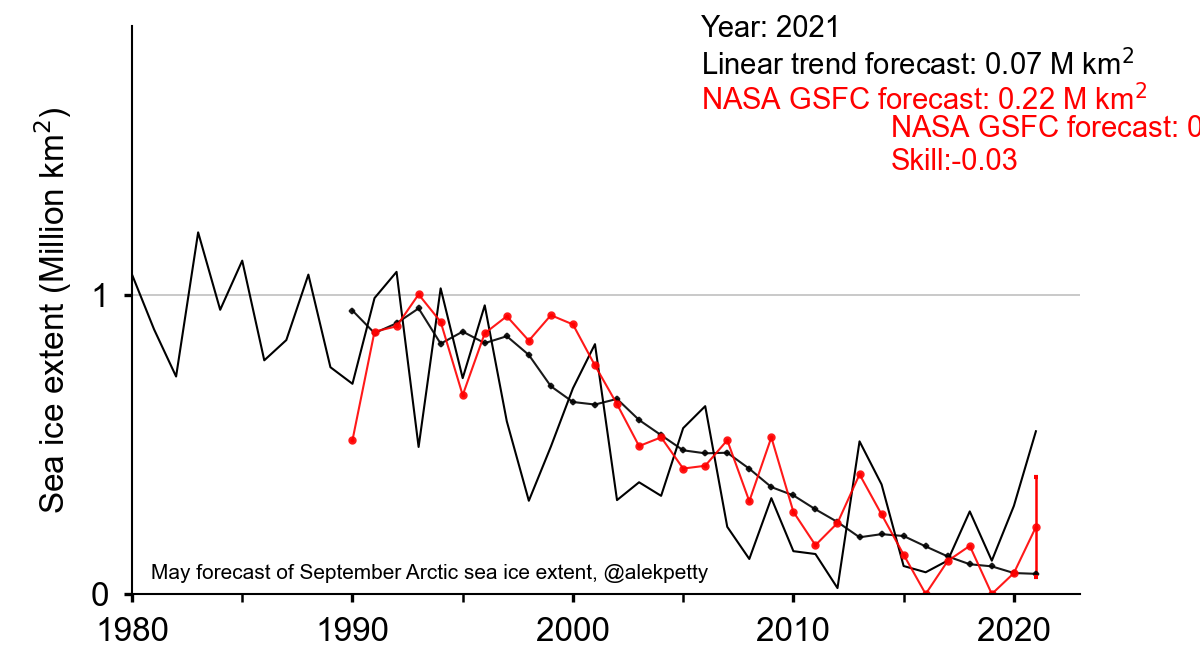 Year: 2021
Linear trend forecast: 0.07 M km²
NASA GSFC forecast: 0.22 M km²
NASA GSFC forecast: 0
Skill:-0.03
Sea ice extent (Million km²)
1
0
May forecast of September Arctic sea ice extent, @alekpetty
1980 1990 2000 2010 2020